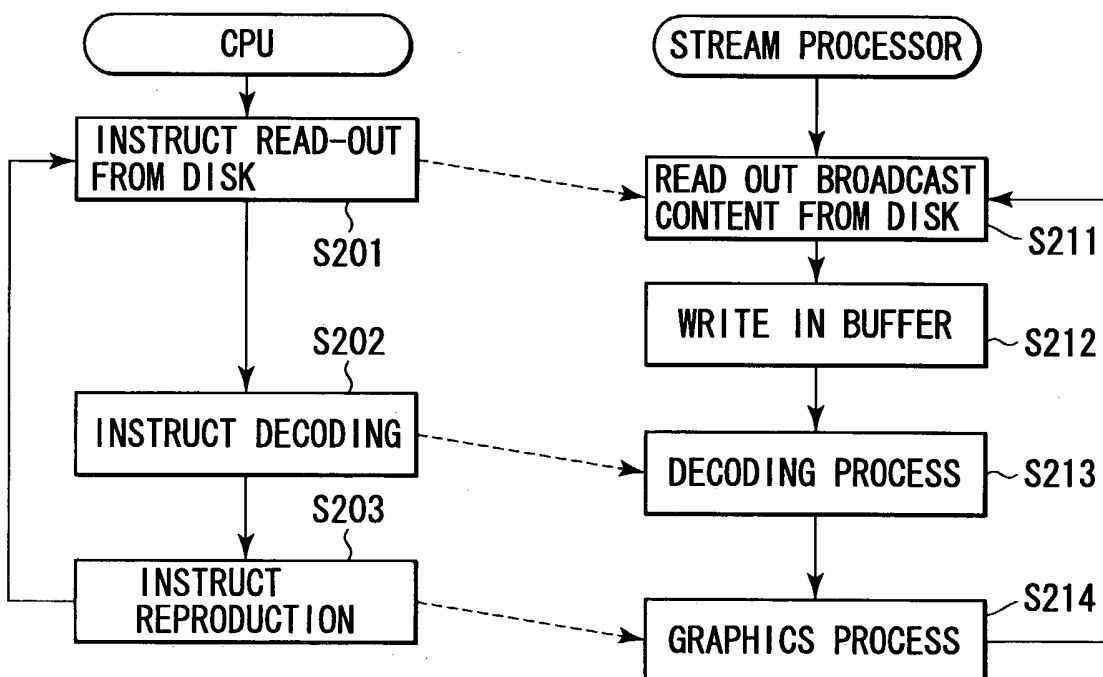 CPU
INSTRUCT READ-OUT
FROM DISK
S201
S202
INSTRUCT DECODING
S203
INSTRUCT
REPRODUCTION
STREAM PROCESSOR
READ OUT BROADCAST
CONTENT FROM DISK
S211
WRITE IN BUFFER
S212
DECODING PROCESS
S213
S214
GRAPHICS PROCESS